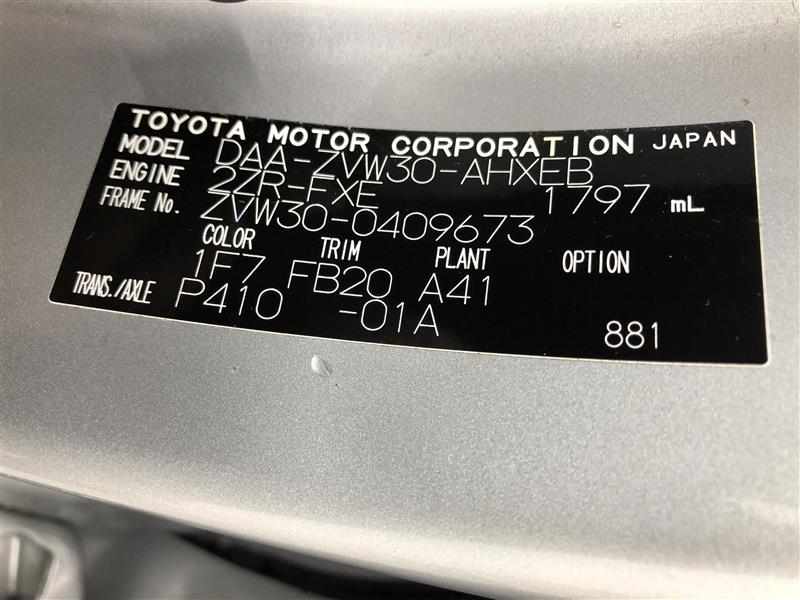 TOYOTA MOTOR CORPORATION JAPAN
MODEL DAA-ZVW30-AHXEB
ENGINE 2ZR-FXE 1797 mL
FRAME No. ZVW30-0409673
COLOR TRIM PLANT OPTION
1F7 FB20 A41
TRANS./AXLE P410 -01A 881